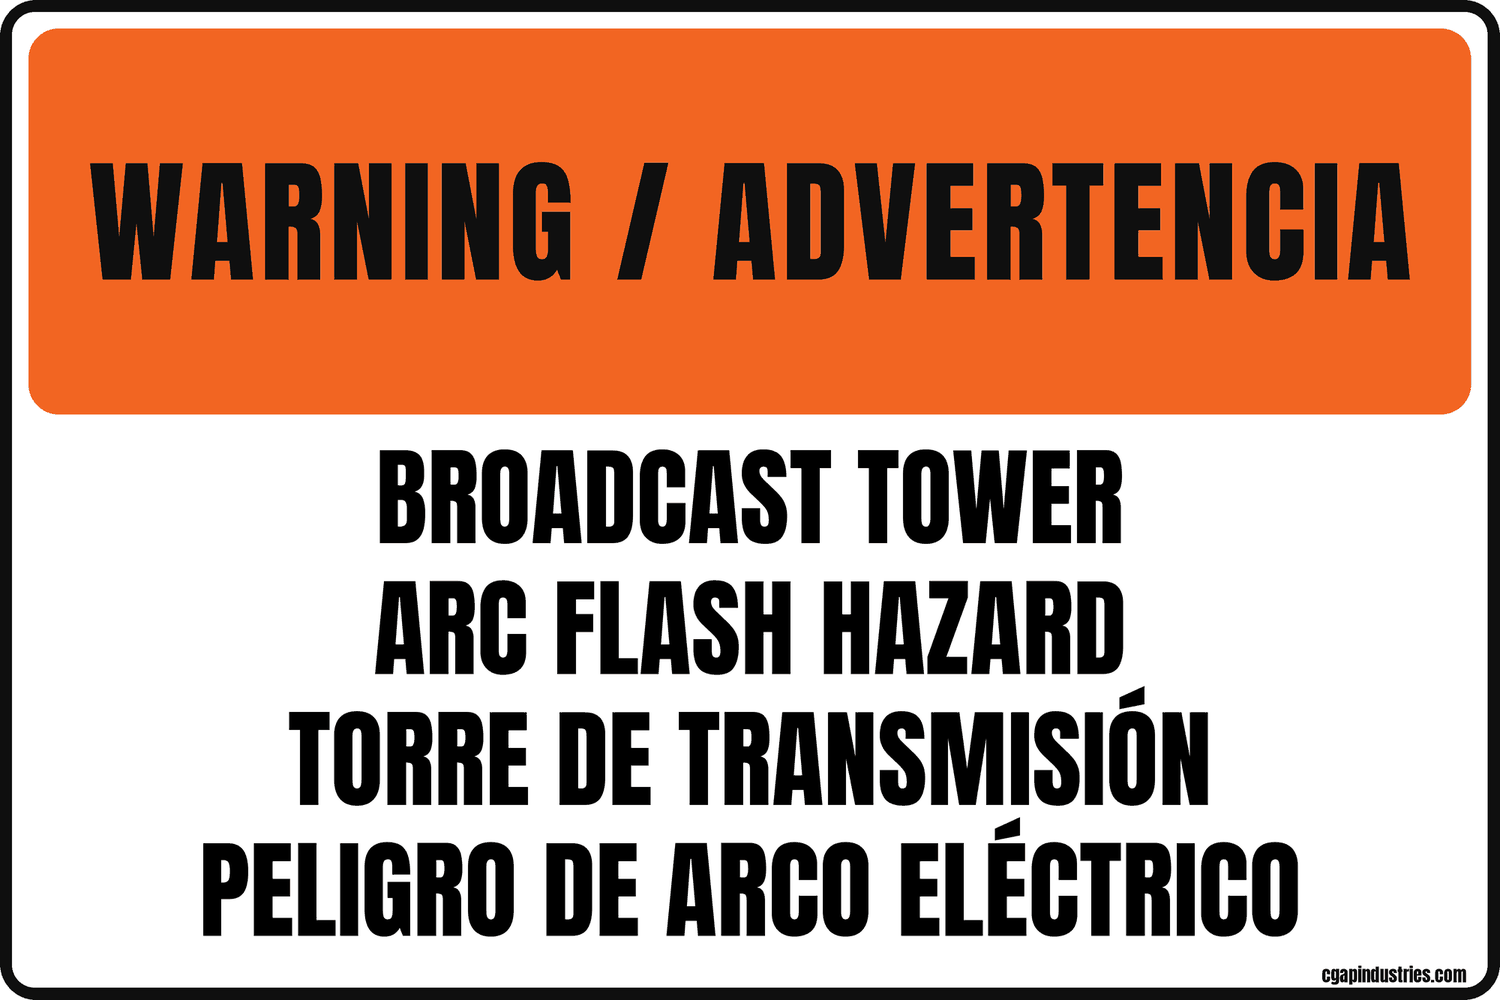 WARNING / ADVERTENCIA
BROADCAST TOWER
ARC FLASH HAZARD
TORRE DE TRANSMISIÓN
PELIGRO DE ARCO ELÉCTRICO
cgapindustries.com